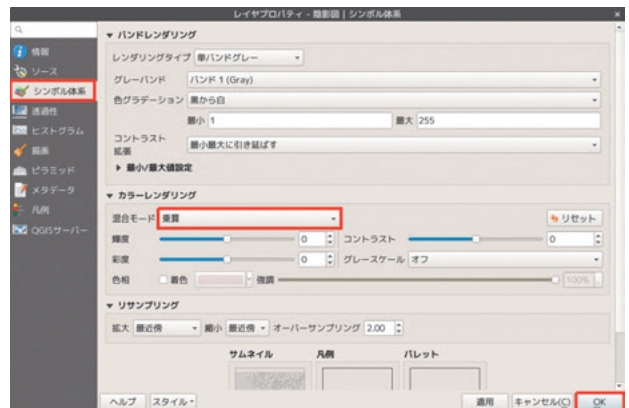 レイヤプロパティ - 陰影図 | シンボル体系
情報
ソース
シンボル体系
透過性
ヒストグラム
描画
ピラミッド
メタデータ
凡例
QGISサーバー
▼ バンドレンダリング
レンダリングタイプ 単バンドグレー
グレーバンド バンド 1 (Gray)
色グラデーション 黒から白
最小 1 最大 255
コントラスト
拡張 最小最大に引き延ばす
▶ 最小/最大値設定
▼ カラーレンダリング
混合モード 乗算 リセット
輝度 0 コントラスト 0
彩度 0 グレースケール オフ
色相 着色 強調 100%
▼ リサンプリング
拡大 最近傍 縮小 最近傍 オーバーサンプリング 2.00
サムネイル 凡例 パレット
ヘルプ スタイル 適用 キャンセル(C) OK